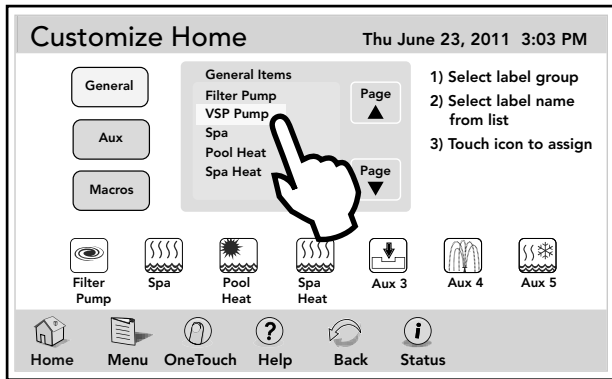 Customize Home
Thu June 23, 2011 3:03 PM
General
Aux
Macros
General Items
Filter Pump
VSP Pump
Spa
Pool Heat
Spa Heat
Page
Page
1) Select label group
2) Select label name
from list
3) Touch icon to assign
Filter
Pump
Spa
Pool
Heat
Spa
Heat
Aux 3
Aux 4
Aux 5
Home
Menu
OneTouch
?
Help
Back
i
Status